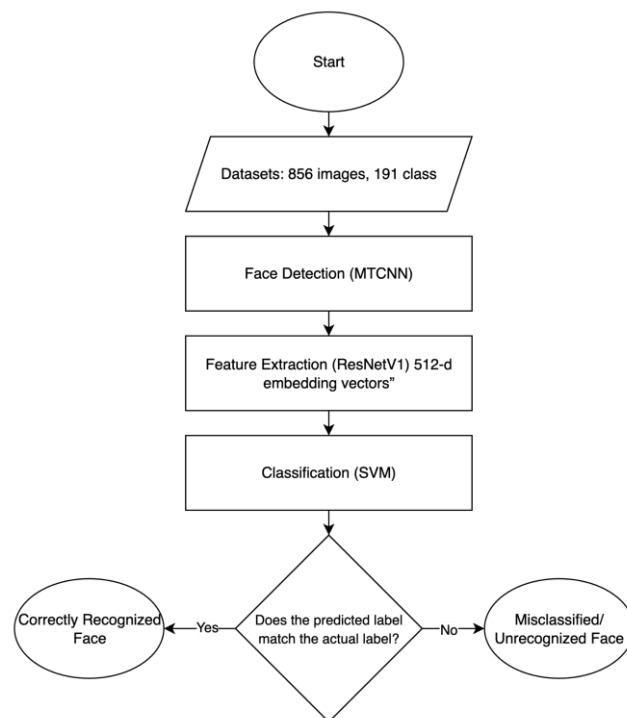 Start
Datasets: 856 images, 191 class
Face Detection (MTCNN)
Feature Extraction (ResNetV1) 512-d
embedding vectors”
Classification (SVM)
Does the predicted label
match the actual label?
Yes
No
Correctly Recognized
Face
Misclassified/
Unrecognized Face